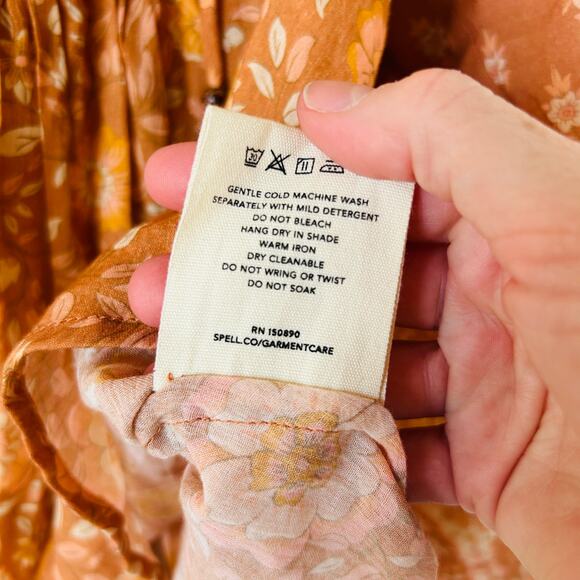 30
GENTLE COLD MACHINE WASH
SEPARATELY WITH MILD DETERGENT
DO NOT BLEACH
HANG DRY IN SHADE
WARM IRON
DRY CLEANABLE
DO NOT WRING OR TWIST
DO NOT SOAK
RN 150890
SPELL.CO/GARMENTCARE